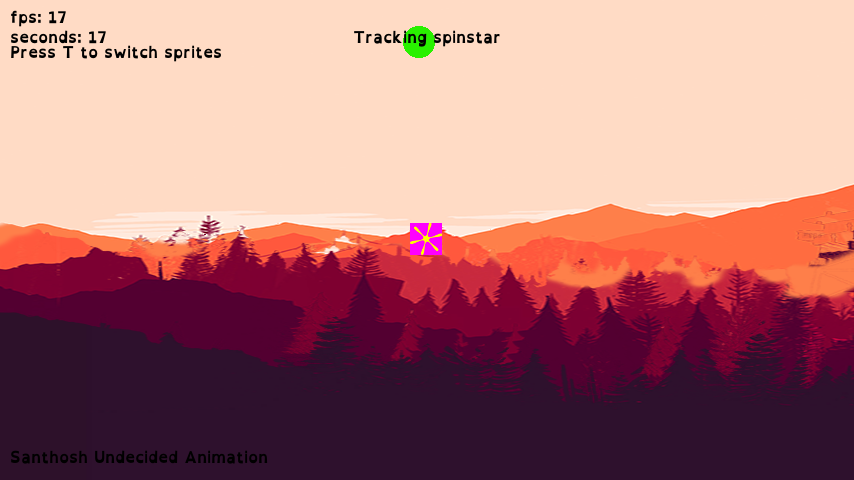 fps: 17
seconds: 17
Press T to switch sprites
Tracking spinstar
Santhosh Undecided Animation